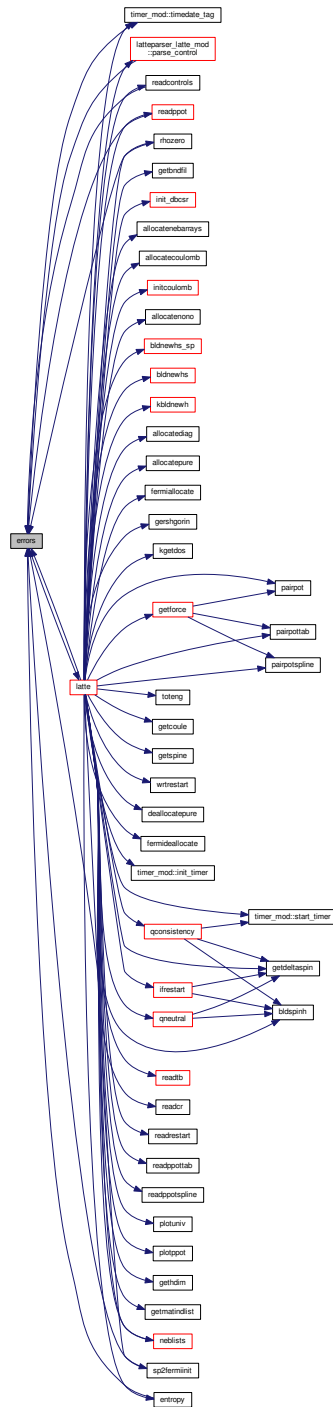 timer_mod::timedate_tag
latteparser_latte_mod
::parse_control
readcontrols
readppot
rhozero
getbndfil
init_dbcsr
allocatenebarrays
allocatecoulomb
initcoulomb
allocatenono
bldnewhs_sp
bldnewhs
kbldnewh
allocatediag
allocatepure
fermiallocate
gershgorin
kgetdos
errors
pairpot
getforce
pairpottab
pairpotspline
latte
toteng
getcoule
getspine
wrtrestart
deallocatepure
fermideallocate
timer_mod::init_timer
timer_mod::start_timer
qconsistency
getdeltaspin
ifrestart
bldspinh
qneutral
readtb
readcr
readrestart
readppottab
readppotspline
plotuniv
plotppot
gethdim
getmatindlist
neblists
sp2fermiinit
entropy